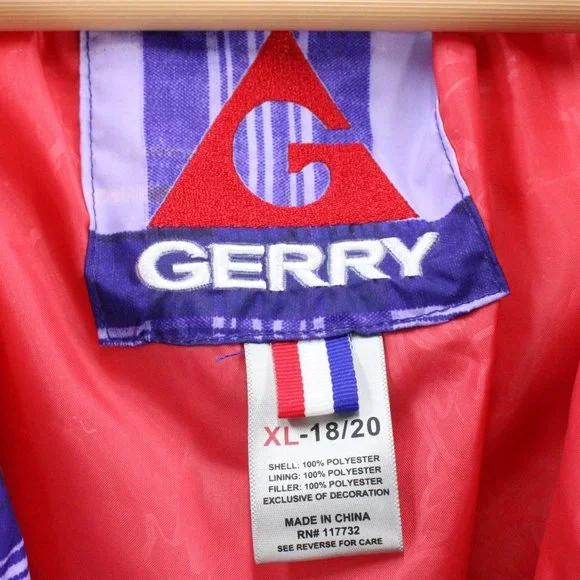 G
GERRY
XL-18/20
SHELL: 100% POLYESTER
LINING: 100% POLYESTER
FILLER: 100% POLYESTER
EXCLUSIVE OF DECORATION
MADE IN CHINA
RN# 117732
SEE REVERSE FOR CARE